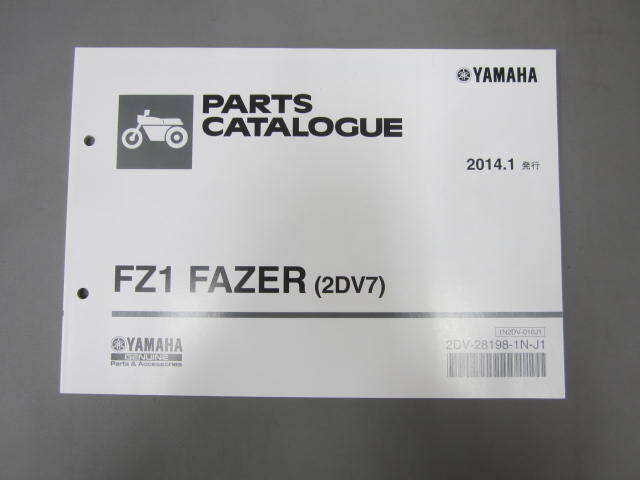 YAMAHA
PARTS
CATALOGUE
2014.1 発行
FZ1 FAZER (2DV7)
YAMAHA
GENUINE
Parts & Accessories
1N2DV-010J1
2DV-28198-1N-J1